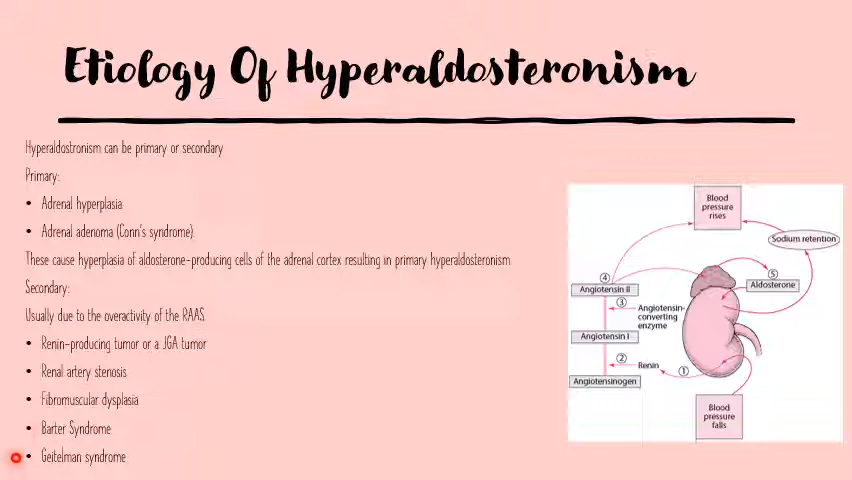 Etiology Of Hyperaldosteronism
Hyperaldostronism can be primary or secondary
Primary:
• Adrenal hyperplasia
• Adrenal adenoma (Conn's syndrome).
These cause hyperplasia of aldosterone-producing cells of the adrenal cortex resulting in primary hyperaldosteronism
Secondary:
Usually due to the overactivity of the RAAS.
• Renin-producing tumor or a JGA tumor
• Renal artery stenosis
• Fibromuscular dysplasia
• Barter Syndrome
• Geitelman syndrome
Blood
pressure
rises
Sodium retention
④
⑤
Angiotensin II
Aldosterone
③
Angiotensin-
converting
enzyme
Angiotensin I
②
Renin
①
Angiotensinogen
Blood
pressure
falls